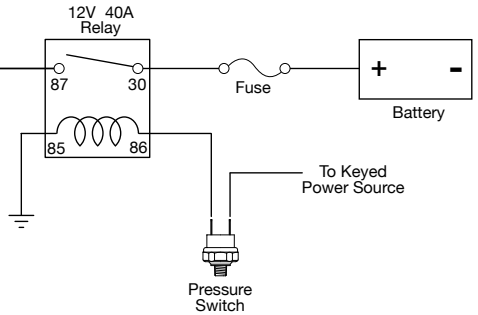 12V 40A
Relay
87
30
Fuse
+
-
Battery
85
86
To Keyed
Power Source
Pressure
Switch